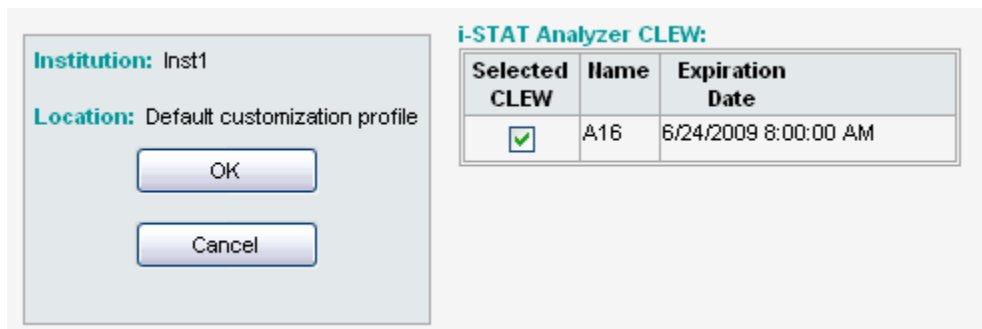 Institution: Inst1
Location: Default customization profile
OK
Cancel
i-STAT Analyzer CLEW:
Selected CLEW Name Expiration Date
A16 6/24/2009 8:00:00 AM